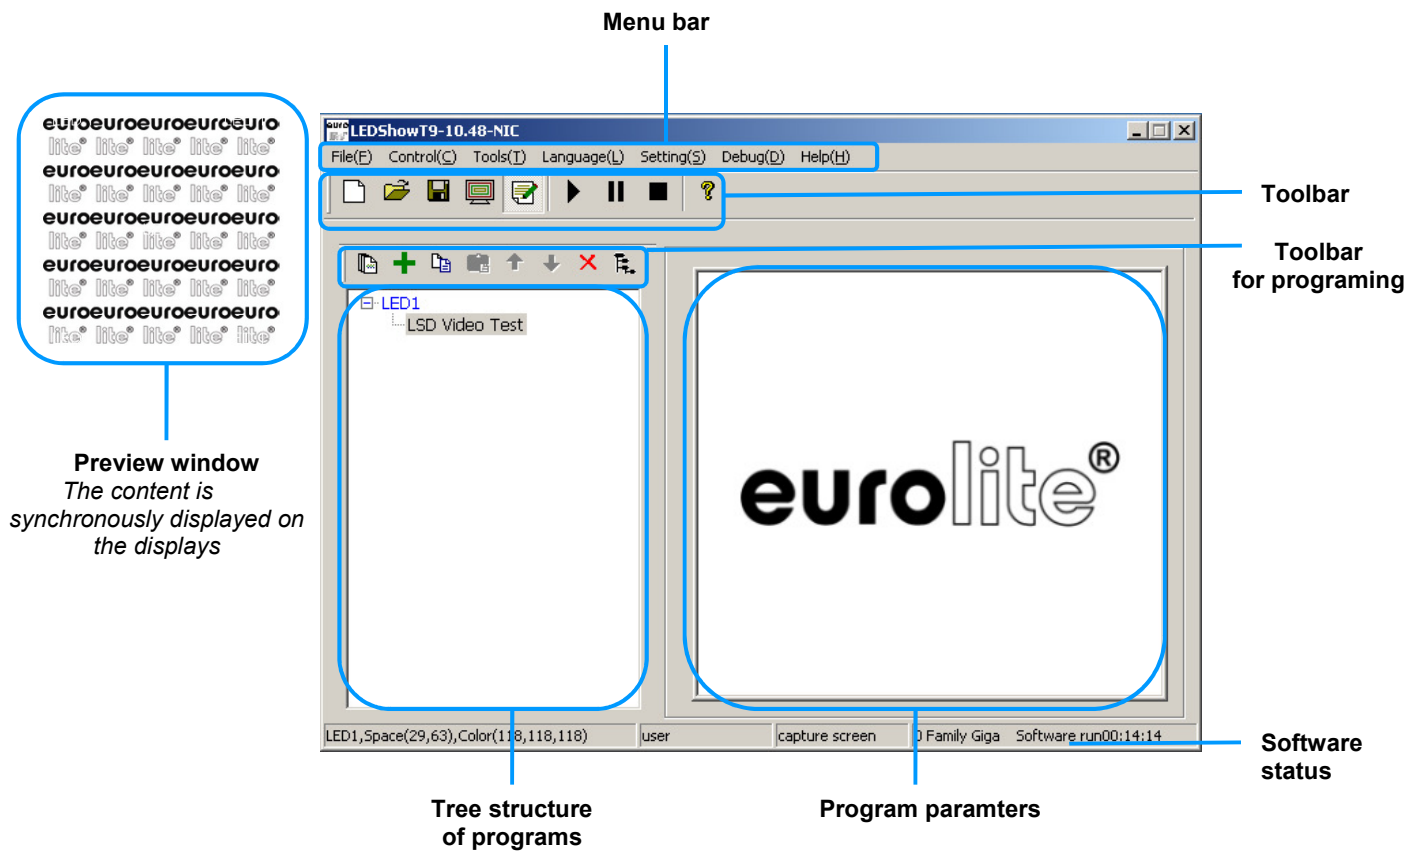 Menu bar
euroeuroeuroeuroeuro
lite® lite® lite® lite® lite®
euroeuroeuroeuroeuro
lite® lite® lite® lite® lite®
euroeuroeuroeuroeuro
lite® lite® lite® lite® lite®
euroeuroeuroeuroeuro
lite® lite® lite® lite® lite®
euroeuroeuroeuroeuro
lite® lite® lite® lite® lite®
Preview window
The content is
synchronously displayed on
the displays
euro
LEDShowT9-10.48-NIC
File(F) Control(C) Tools(T) Language(L) Setting(S) Debug(D) Help(H)
Toolbar
Toolbar
for programing
LED1
LSD Video Test
eurolite®
LED1,Space(29,63),Color(118,118,118) user capture screen Family Giga Software run00:14:14
Software
status
Tree structure
of programs
Program paramters